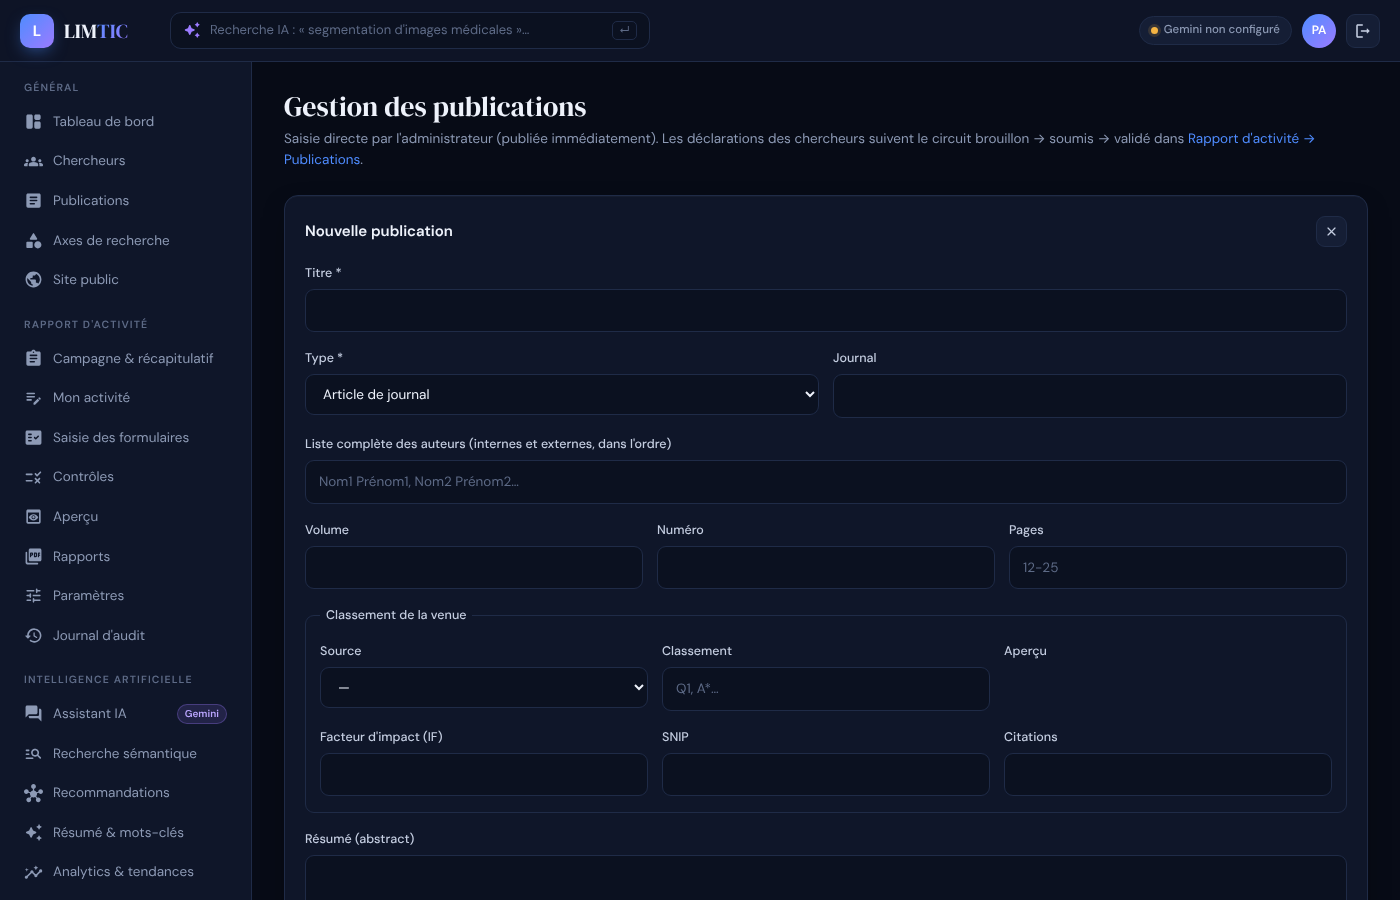 L LIMTIC
Recherche IA : « segmentation d'images médicales »...
Gemini non configuré
PA
GÉNÉRAL
Tableau de bord
Chercheurs
Publications
Axes de recherche
Site public
RAPPORT D'ACTIVITÉ
Campagne & récapitulatif
Mon activité
Saisie des formulaires
Contrôles
Aperçu
Rapports
Paramètres
Journal d'audit
INTELLIGENCE ARTIFICIELLE
Assistant IA Gemini
Recherche sémantique
Recommandations
Résumé & mots-clés
Analytics & tendances
Gestion des publications
Saisie directe par l'administrateur (publiée immédiatement). Les déclarations des chercheurs suivent le circuit brouillon → soumis → validé dans Rapport d'activité →
Publications.
Nouvelle publication
Titre *
Type * Journal
Article de journal
Liste complète des auteurs (internes et externes, dans l'ordre)
Nom1 Prénom1, Nom2 Prénom2...
Volume Numéro Pages
12-25
Classement de la venue
Source Classement Aperçu
— Q1, A*...
Facteur d'impact (IF) SNIP Citations
Résumé (abstract)